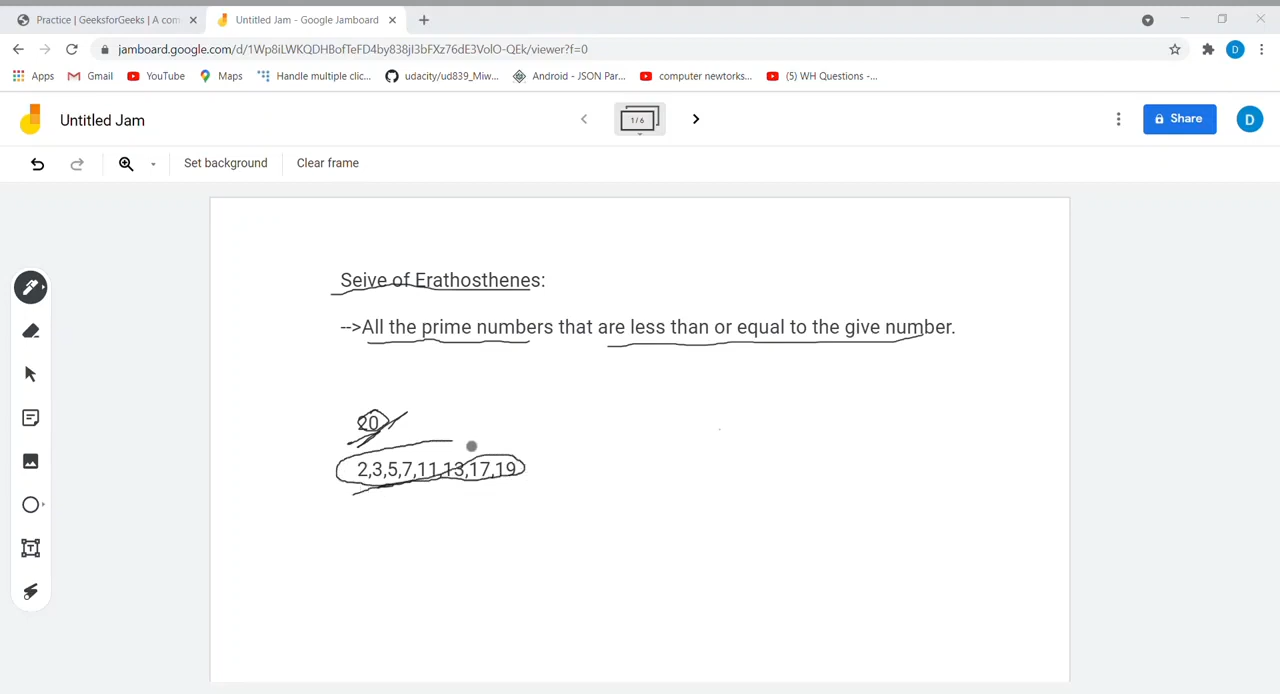 Practice | GeeksforGeeks | A com
Untitled Jam - Google Jamboard
jamboard.google.com/d/1Wp8iLWKQDHBofTeFD4by838jI3bFXz76dE3VolO-QEk/viewer?f=0
D
Apps
Gmail
YouTube
Maps
Handle multiple clic...
udacity/ud839_Miw...
Android - JSON Par...
computer newtorks...
(5) WH Questions -...
Untitled Jam
1/6
Share
D
Set background
Clear frame
Seive of Erathosthenes:
-->All the prime numbers that are less than or equal to the give number.
20
2,3,5,7,11,13,17,19